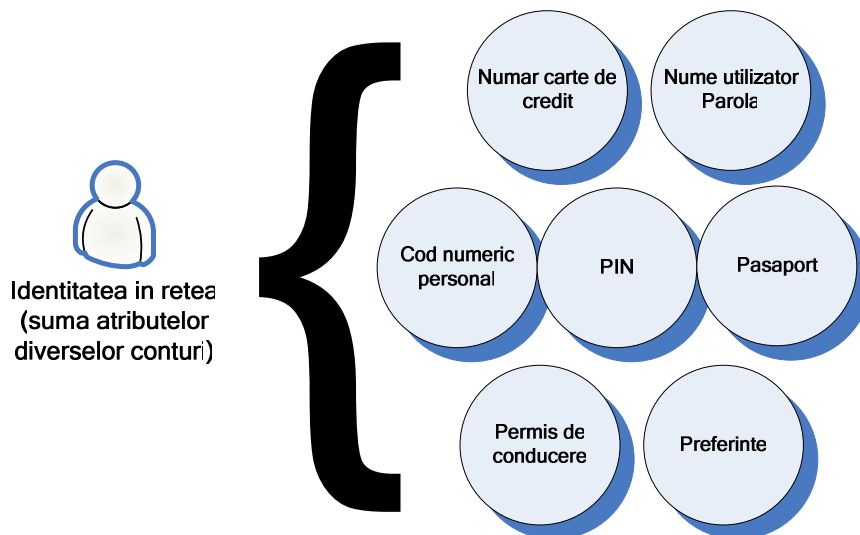 Numar carte de
credit
Nume utilizator
Parola
Cod numeric
personal
PIN
Pasaport
Identitatea in retea
(suma atributelor
diverselor conturi)
Permis de
conducere
Preferinte